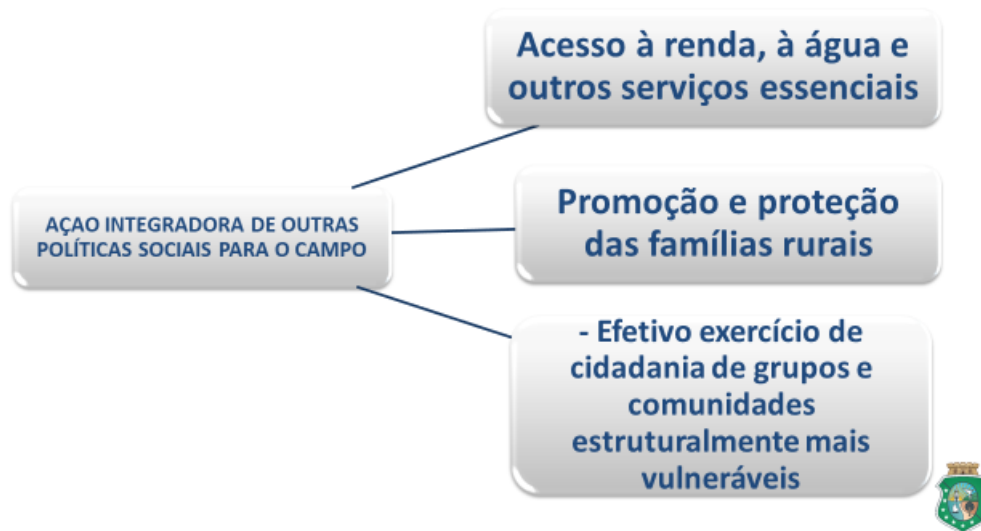 Acesso à renda, à água e
outros serviços essenciais
AÇAO INTEGRADORA DE OUTRAS
POLÍTICAS SOCIAIS PARA O CAMPO
Promoção e proteção
das famílias rurais
- Efetivo exercício de
cidadania de grupos e
comunidades
estruturalmente mais
vulneráveis